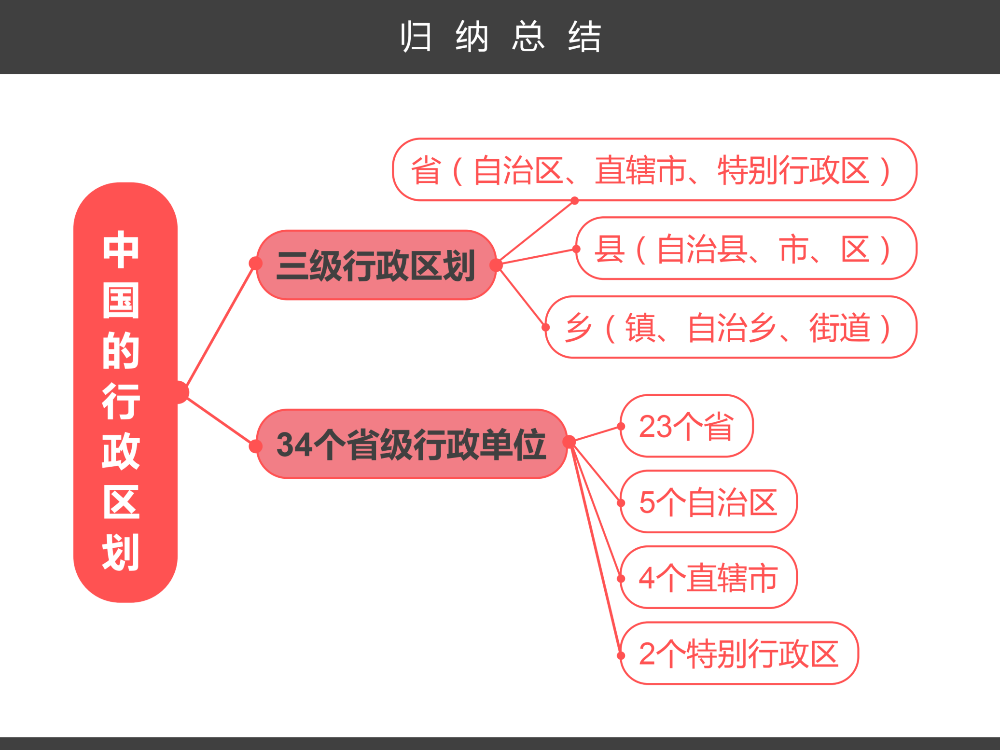 归 纳 总 结
中国的行政区划
三级行政区划
省（自治区、直辖市、特别行政区）
县（自治县、市、区）
乡（镇、自治乡、街道）
34个省级行政单位
23个省
5个自治区
4个直辖市
2个特别行政区